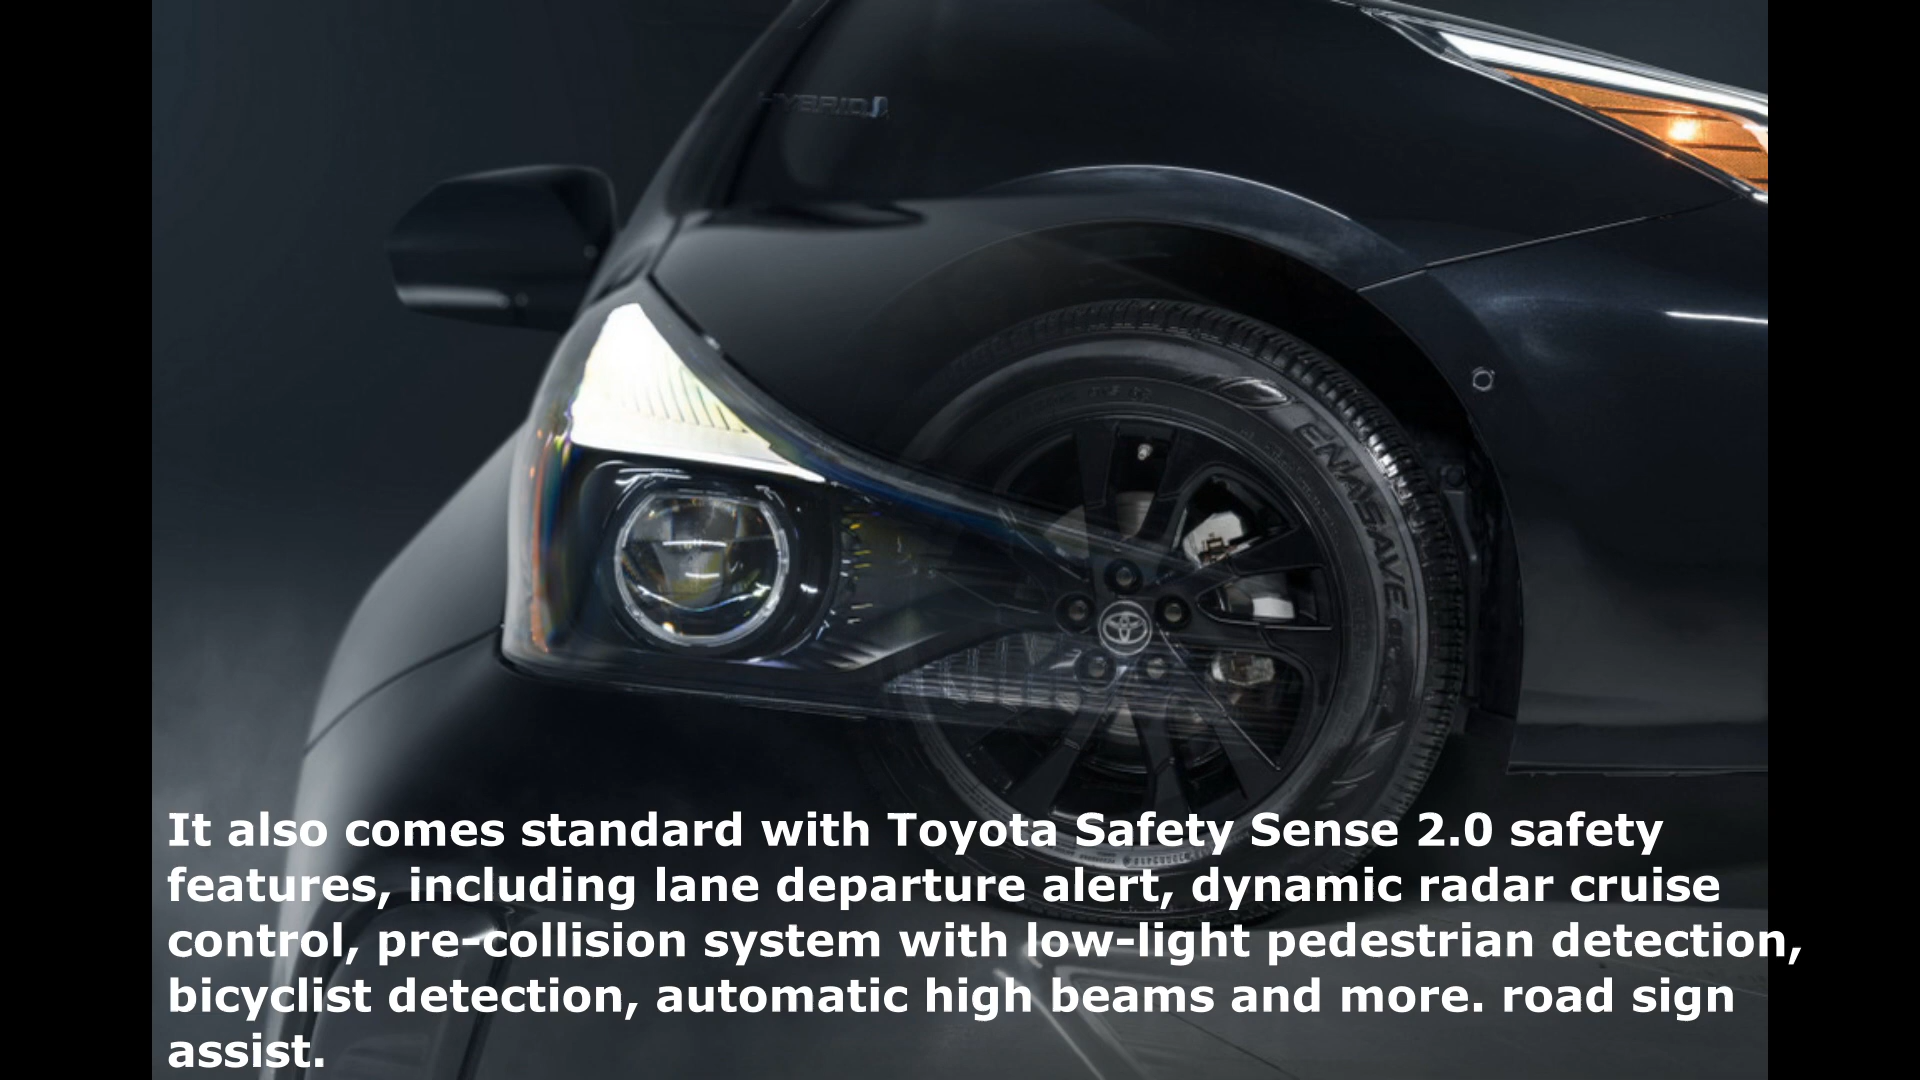 HYBRID
ENASAVE
It also comes standard with Toyota Safety Sense 2.0 safety
features, including lane departure alert, dynamic radar cruise
control, pre-collision system with low-light pedestrian detection,
bicyclist detection, automatic high beams and more. road sign
assist.